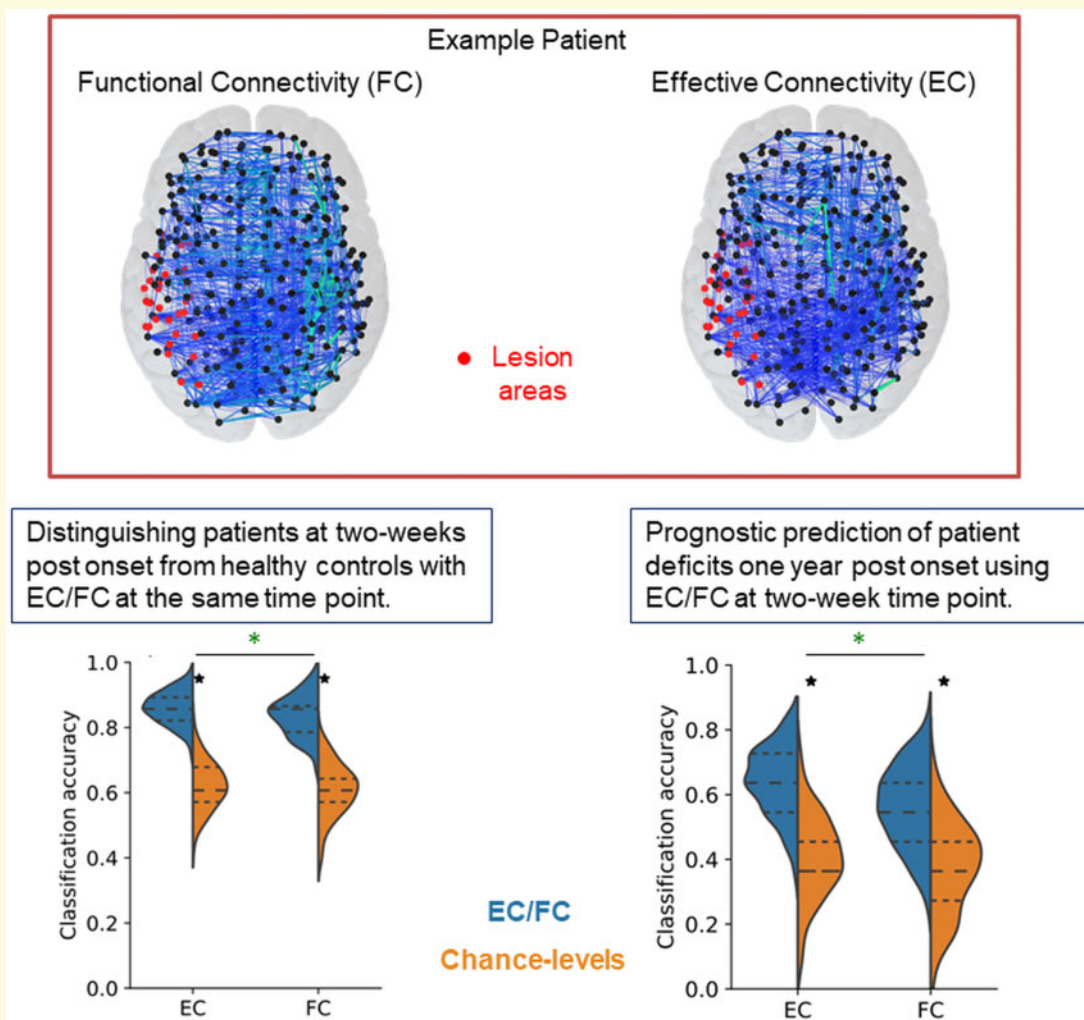 Example Patient
Functional Connectivity (FC)
Effective Connectivity (EC)
Lesion
areas
Distinguishing patients at two-weeks
post onset from healthy controls with
EC/FC at the same time point.
Prognostic prediction of patient
deficits one year post onset using
EC/FC at two-week time point.
*
1.0
0.8
0.6
0.4
0.2
0.0
Classification accuracy
EC
FC
EC/FC
Chance-levels
*
1.0
0.8
0.6
0.4
0.2
0.0
Classification accuracy
EC
FC